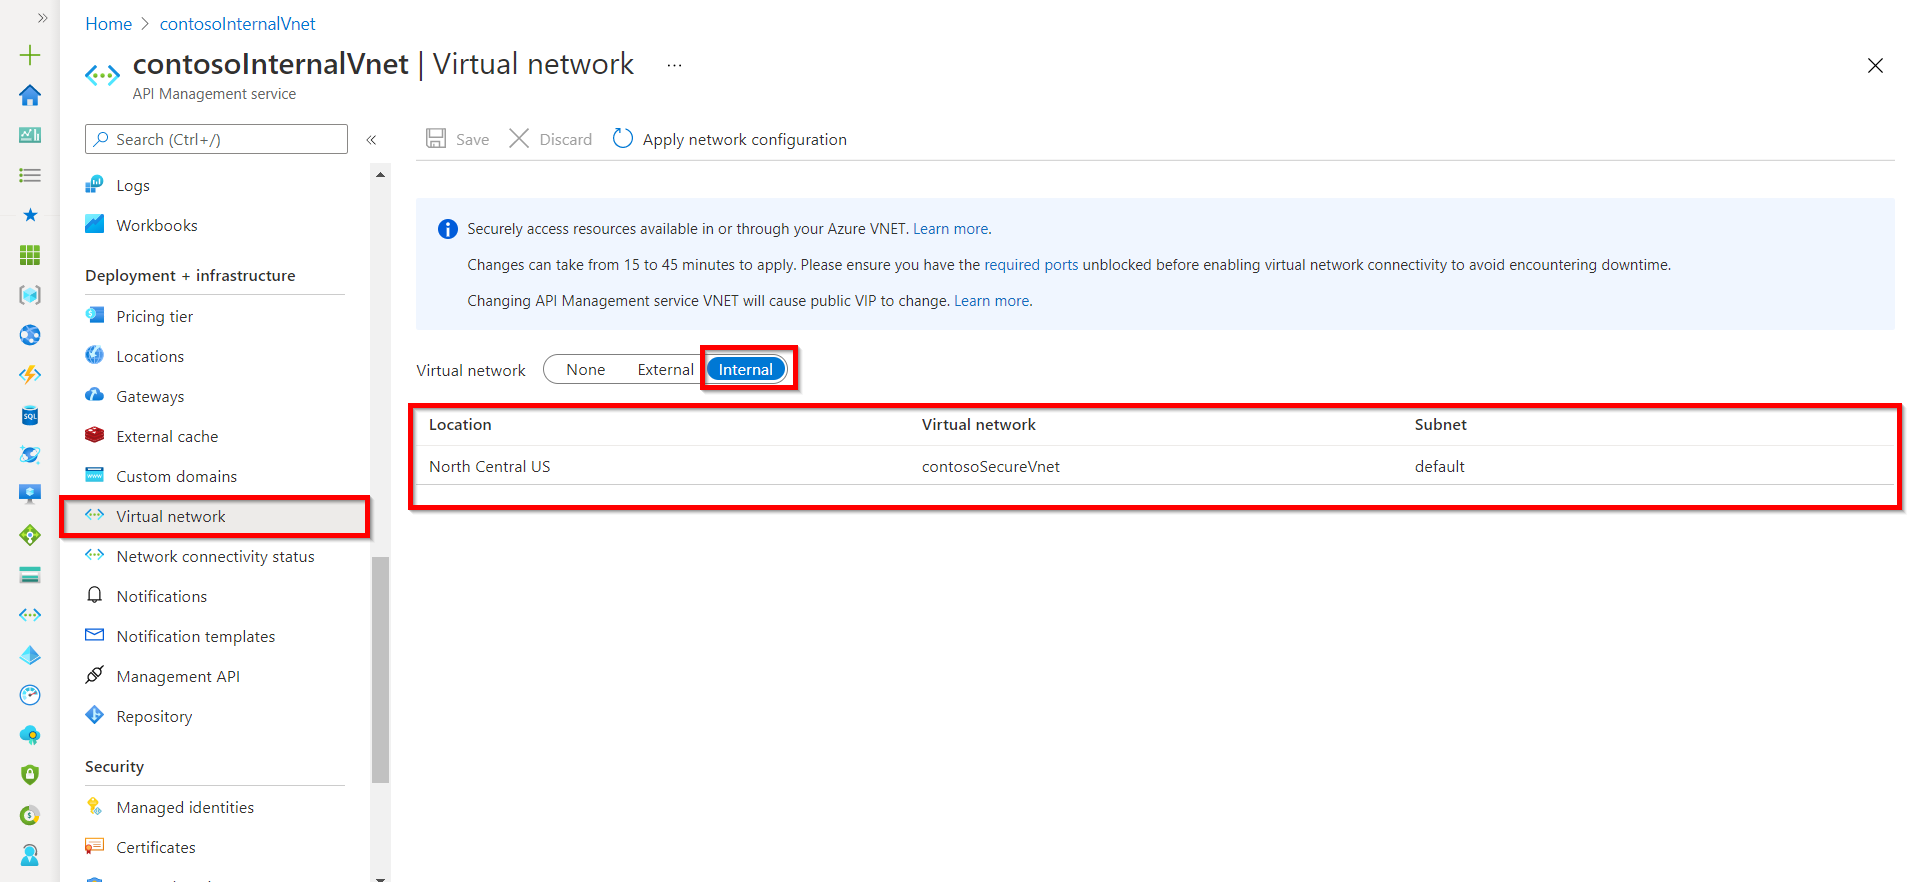 Home > contosoInternalVnet
contosoInternalVnet | Virtual network ...
API Management service
Search (Ctrl+/)
Logs
Workbooks
Deployment + infrastructure
Pricing tier
Locations
Gateways
External cache
Custom domains
Virtual network
Network connectivity status
Notifications
Notification templates
Management API
Repository
Security
Managed identities
Certificates
Save Discard Apply network configuration
Securely access resources available in or through your Azure VNET. Learn more.
Changes can take from 15 to 45 minutes to apply. Please ensure you have the required ports unblocked before enabling virtual network connectivity to avoid encountering downtime.
Changing API Management service VNET will cause public VIP to change. Learn more.
Virtual network None External Internal
Location Virtual network Subnet
North Central US contosoSecureVnet default